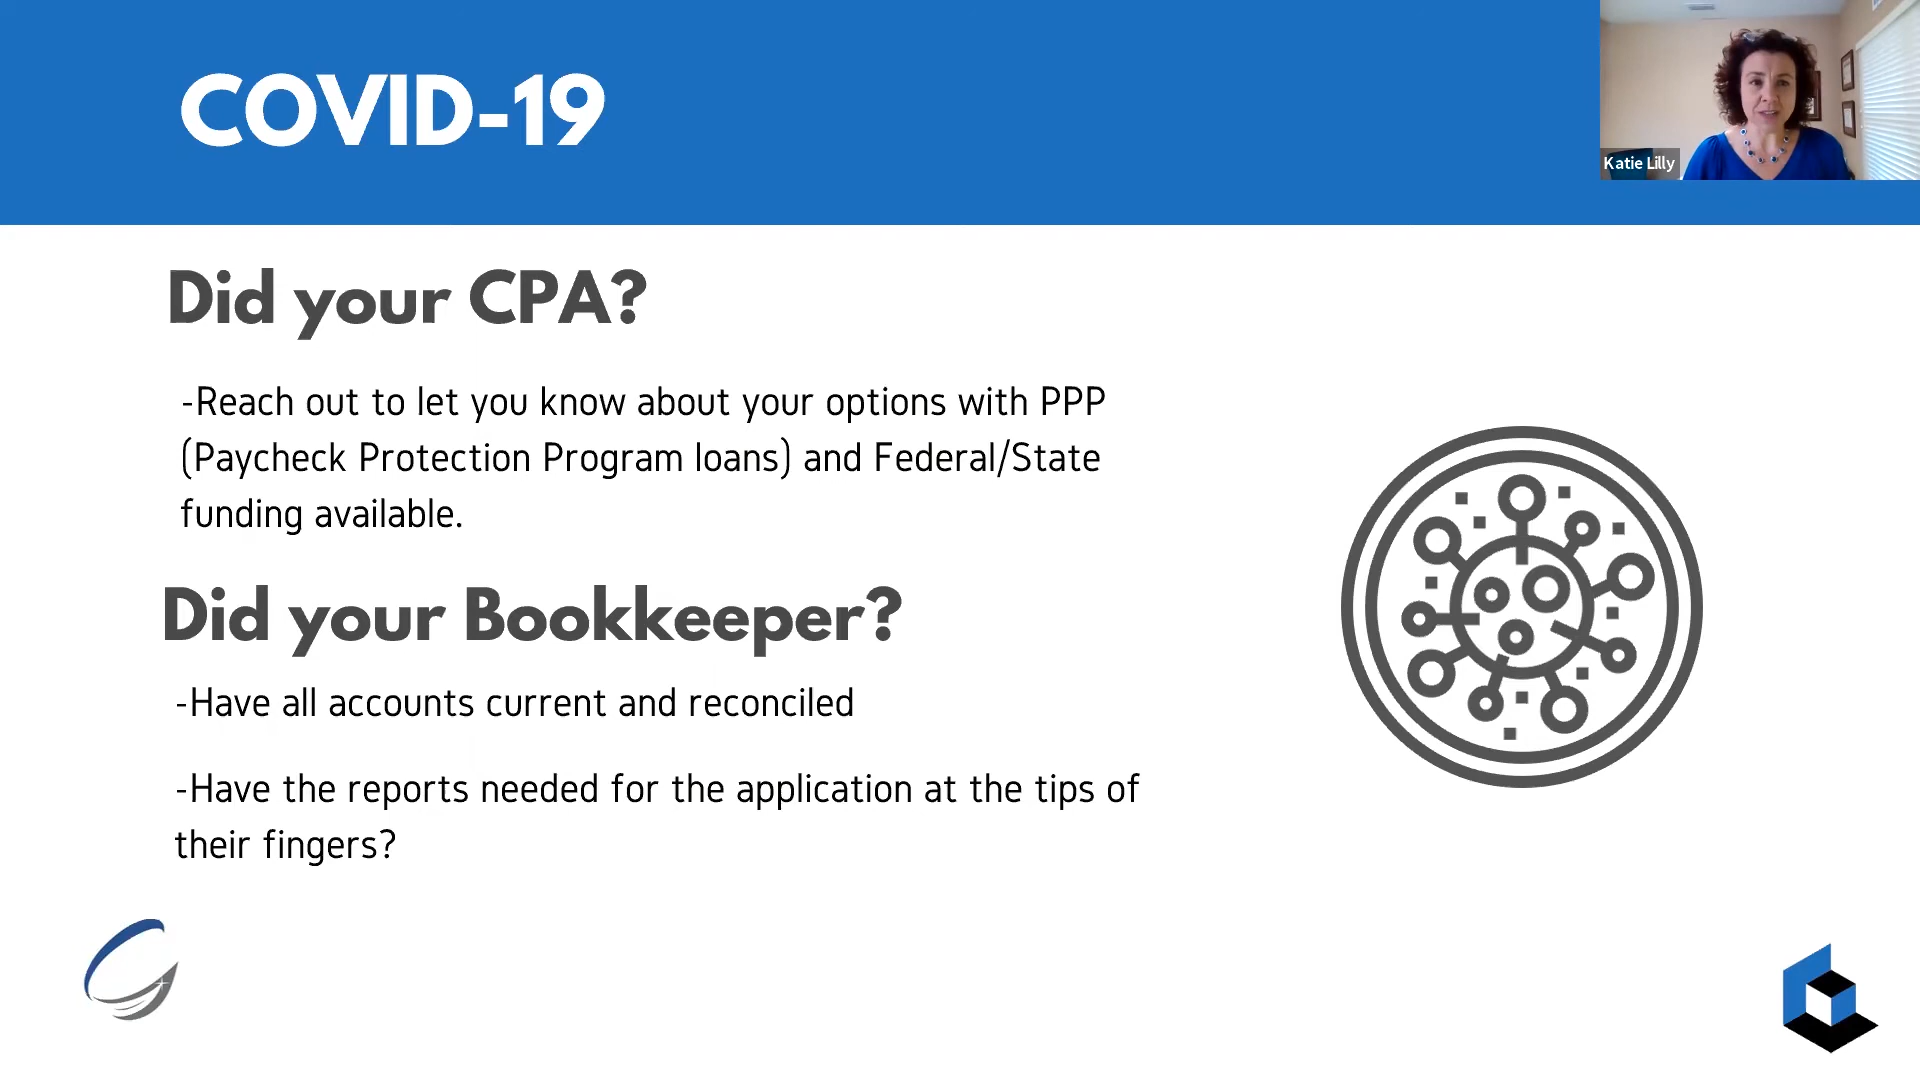 COVID-19
Katie Lilly
Did your CPA?
-Reach out to let you know about your options with PPP
(Paycheck Protection Program loans) and Federal/State
funding available.
Did your Bookkeeper?
-Have all accounts current and reconciled
-Have the reports needed for the application at the tips of
their fingers?